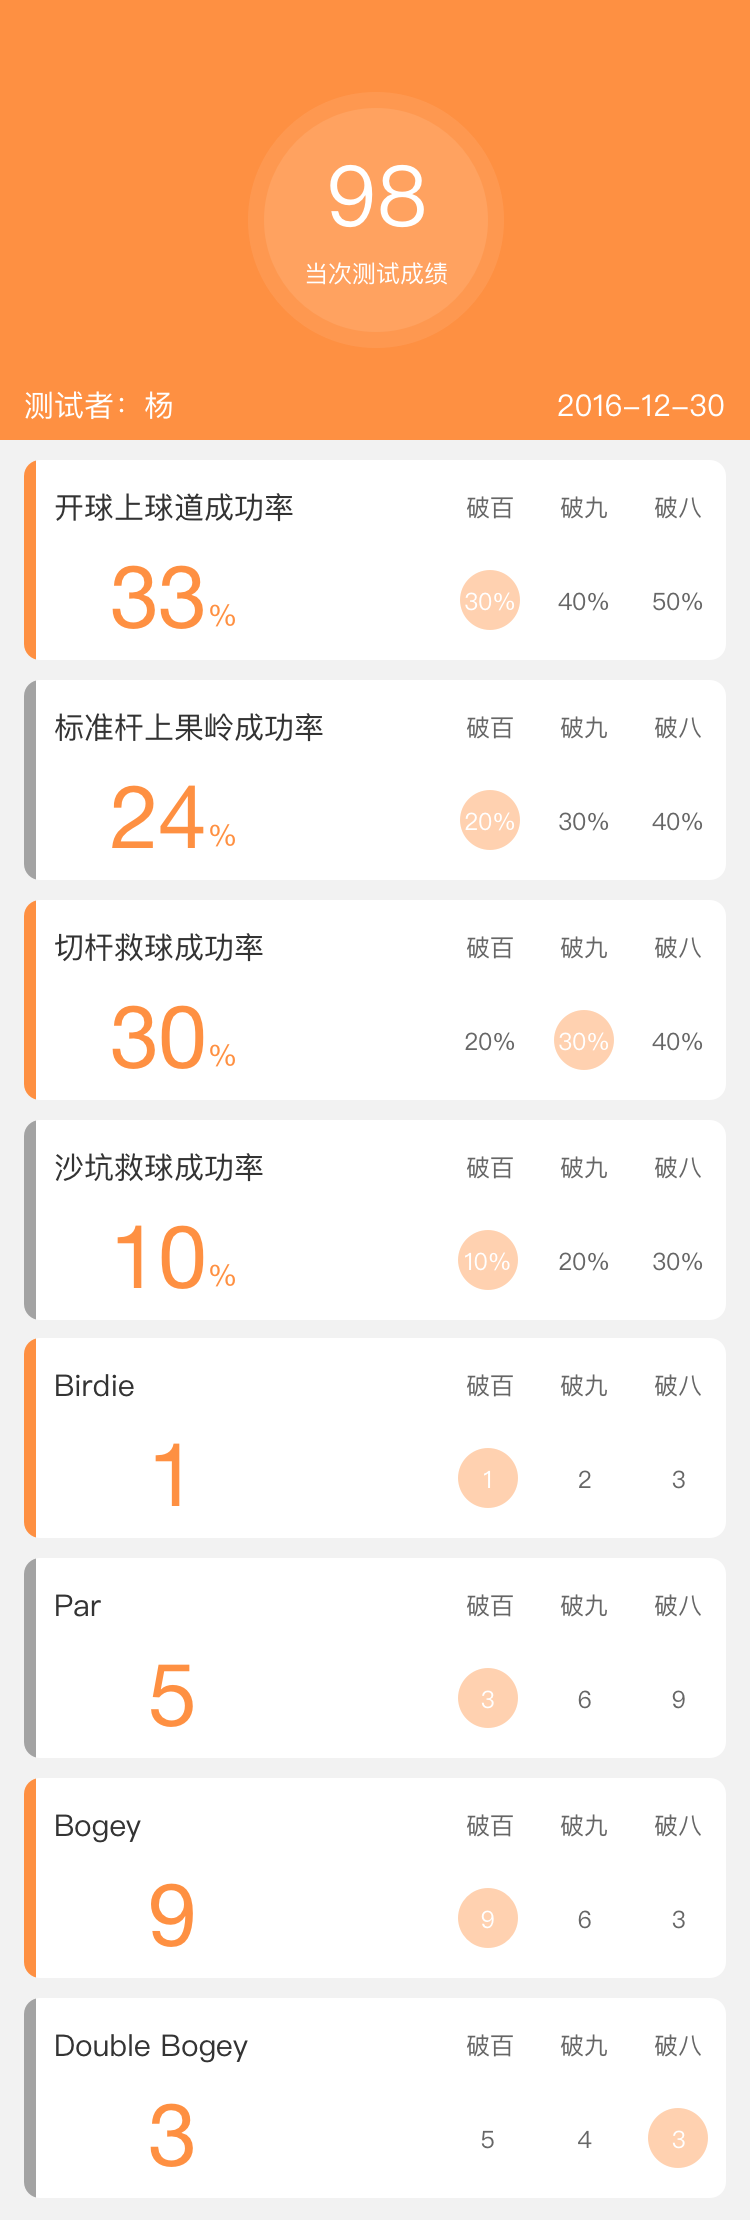 98
当次测试成绩
测试者：杨 2016-12-30
开球上球道成功率 破百 破九 破八
33% 30% 40% 50%
标准杆上果岭成功率 破百 破九 破八
24% 20% 30% 40%
切杆救球成功率 破百 破九 破八
30% 20% 30% 40%
沙坑救球成功率 破百 破九 破八
10% 10% 20% 30%
Birdie 破百 破九 破八
1 1 2 3
Par 破百 破九 破八
5 3 6 9
Bogey 破百 破九 破八
9 9 6 3
Double Bogey 破百 破九 破八
3 5 4 3